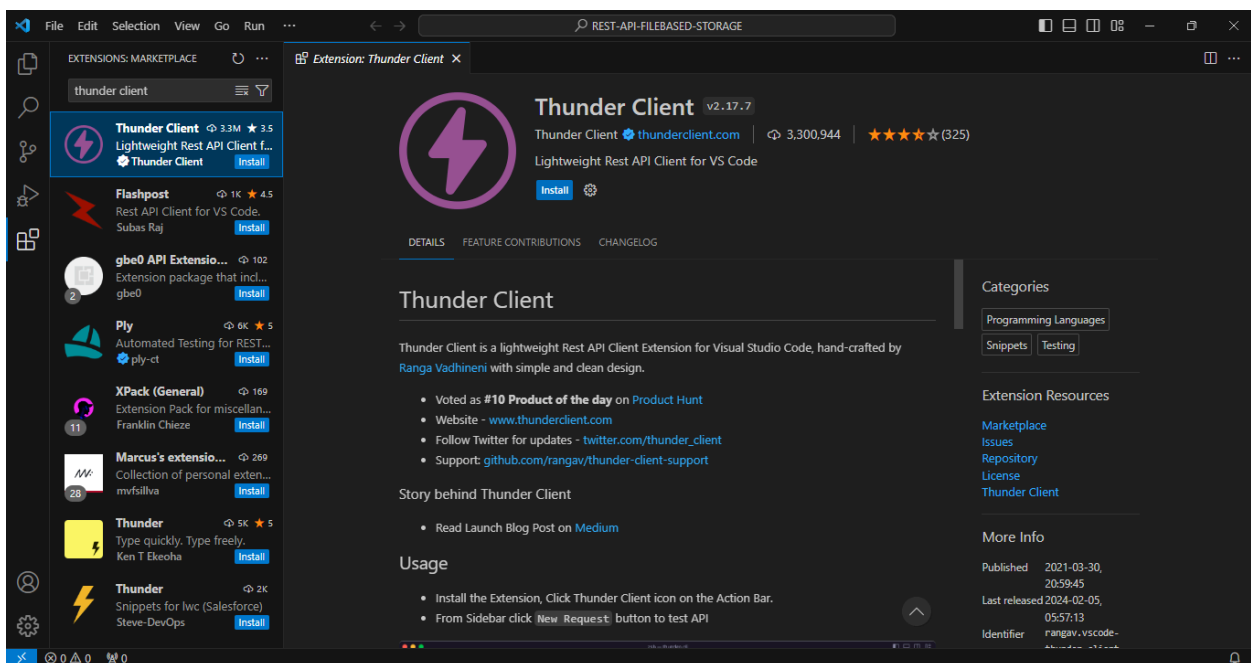 File Edit Selection View Go Run ···
REST-API-FILEBASED-STORAGE
EXTENSIONS: MARKETPLACE
thunder client
Thunder Client 3.3M ★ 3.5
Lightweight Rest API Client f...
Thunder Client Install
Flashpost 1K ★ 4.5
Rest API Client for VS Code.
Subas Raj Install
gbe0 API Extensio... 102
Extension package that incl...
2 gbe0 Install
Ply 6K ★ 5
Automated Testing for REST...
ply-ct Install
XPack (General) 169
Extension Pack for miscellan...
11 Franklin Chieze Install
Marcus's extensio... 269
Collection of personal exten...
28 mvfsillva Install
Thunder 5K ★ 5
Type quickly. Type freely.
Ken T Ekeoha Install
Thunder 2K
Snippets for lwc (Salesforce)
Steve-DevOps Install
Extension: Thunder Client
Thunder Client v2.17.7
Thunder Client thunderclient.com 3,300,944 (325)
Lightweight Rest API Client for VS Code
Install
DETAILS FEATURE CONTRIBUTIONS CHANGELOG
Thunder Client
Thunder Client is a lightweight Rest API Client Extension for Visual Studio Code, hand-crafted by
Ranga Vadhineni with simple and clean design.
• Voted as #10 Product of the day on Product Hunt
• Website - www.thunderclient.com
• Follow Twitter for updates - twitter.com/thunder_client
• Support: github.com/rangav/thunder-client-support
Story behind Thunder Client
• Read Launch Blog Post on Medium
Usage
• Install the Extension, Click Thunder Client icon on the Action Bar.
• From Sidebar click New Request button to test API
Categories
Programming Languages
Snippets Testing
Extension Resources
Marketplace
Issues
Repository
License
Thunder Client
More Info
Published 2021-03-30,
20:59:45
Last released 2024-02-05,
05:57:13
Identifier rangav.vscode-
0 0 0